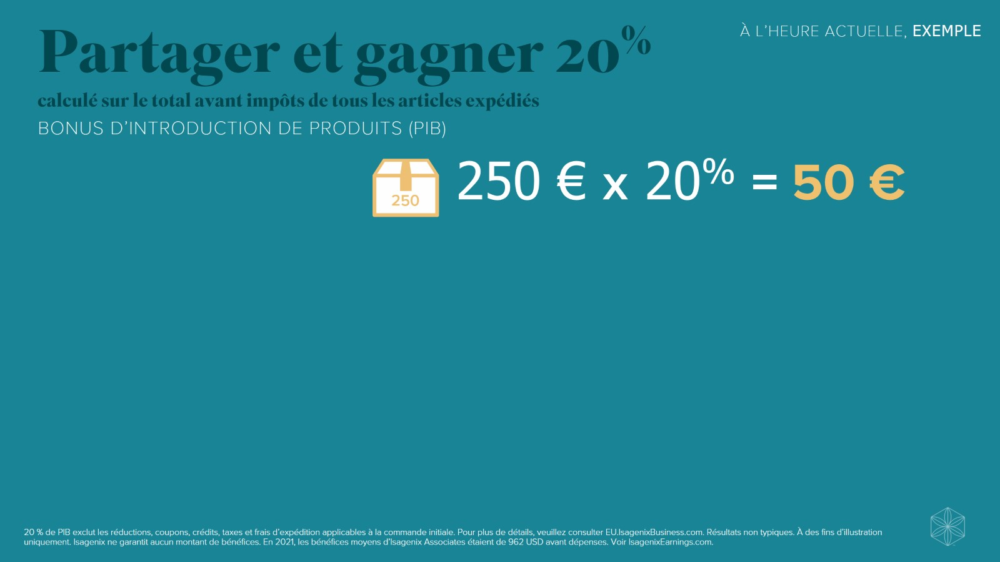 Partager et gagner 20%
À L'HEURE ACTUELLE, EXEMPLE
calculé sur le total avant impôts de tous les articles expédiés
BONUS D'INTRODUCTION DE PRODUITS (PIB)
250
250 € x 20% = 50 €
20 % de PIB exclut les réductions, coupons, crédits, taxes et frais d'expédition applicables à la commande initiale. Pour plus de détails, veuillez consulter EU.IsagenixBusiness.com. Résultats non typiques. À des fins d'illustration
uniquement. Isagenix ne garantit aucun montant de bénéfices. En 2021, les bénéfices moyens d'Isagenix Associates étaient de 962 USD avant dépenses. Voir IsagenixEarnings.com.